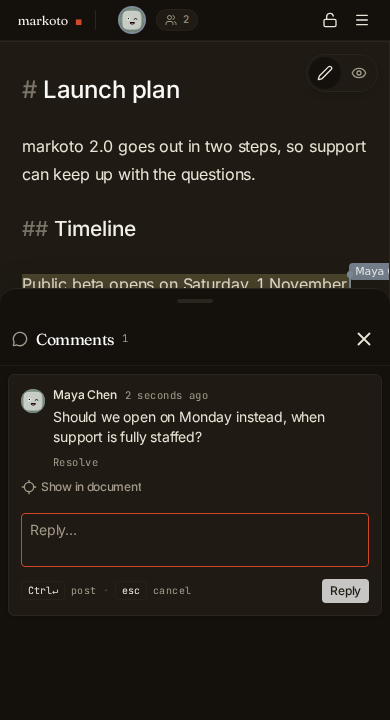 markoto
2
# Launch plan
markoto 2.0 goes out in two steps, so support
can keep up with the questions.
## Timeline
Public beta opens on Saturday, 1 November
Maya
Comments 1
Maya Chen 2 seconds ago
Should we open on Monday instead, when
support is fully staffed?
Resolve
Show in document
Reply...
Ctrl↵ post · esc cancel
Reply